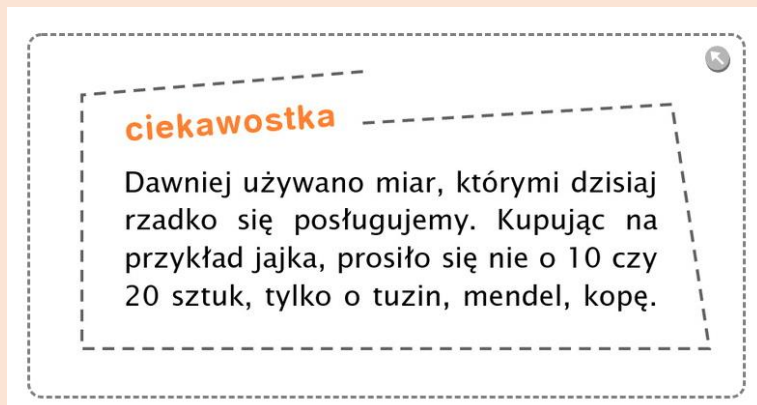 ciekawostka
Dawniej używano miar, którymi dzisiaj
rzadko się posługujemy. Kupując na
przykład jajka, prosiło się nie o 10 czy
20 sztuk, tylko o tuzin, mendel, kopę.